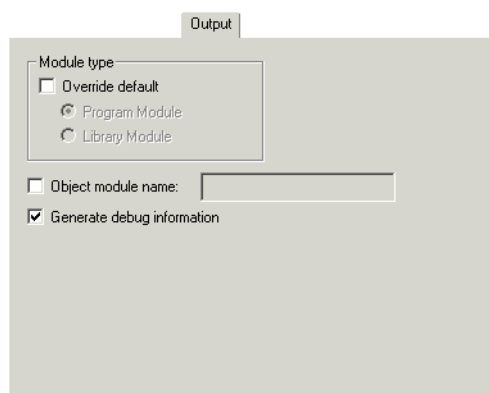 Output
Module type
Override default
Program Module
Library Module
Object module name:
Generate debug information